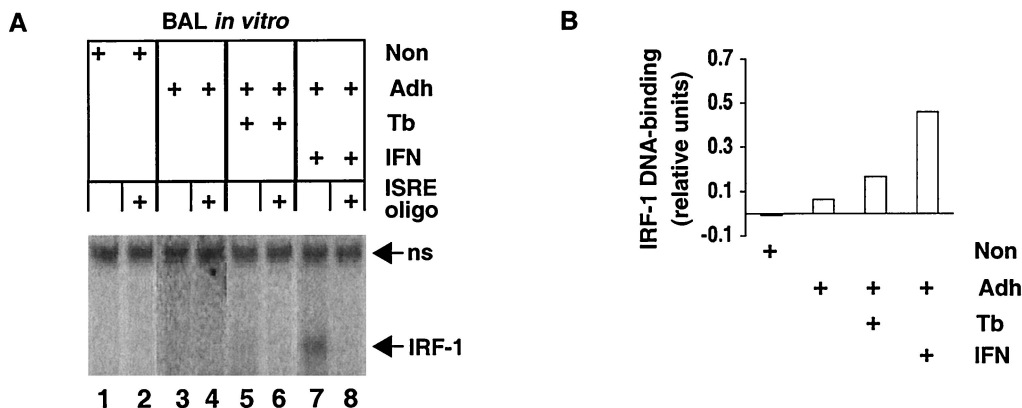 A
BAL in vitro
+ + Non
+ + + + + + Adh
+ + Tb
+ + IFN
+ + + + ISRE oligo
ns
IRF-1
1 2 3 4 5 6 7 8
B
IRF-1 DNA-binding
(relative units)
0.7
0.5
0.3
0.1
-0.1
+ Non
+ + + Adh
+ Tb
+ IFN